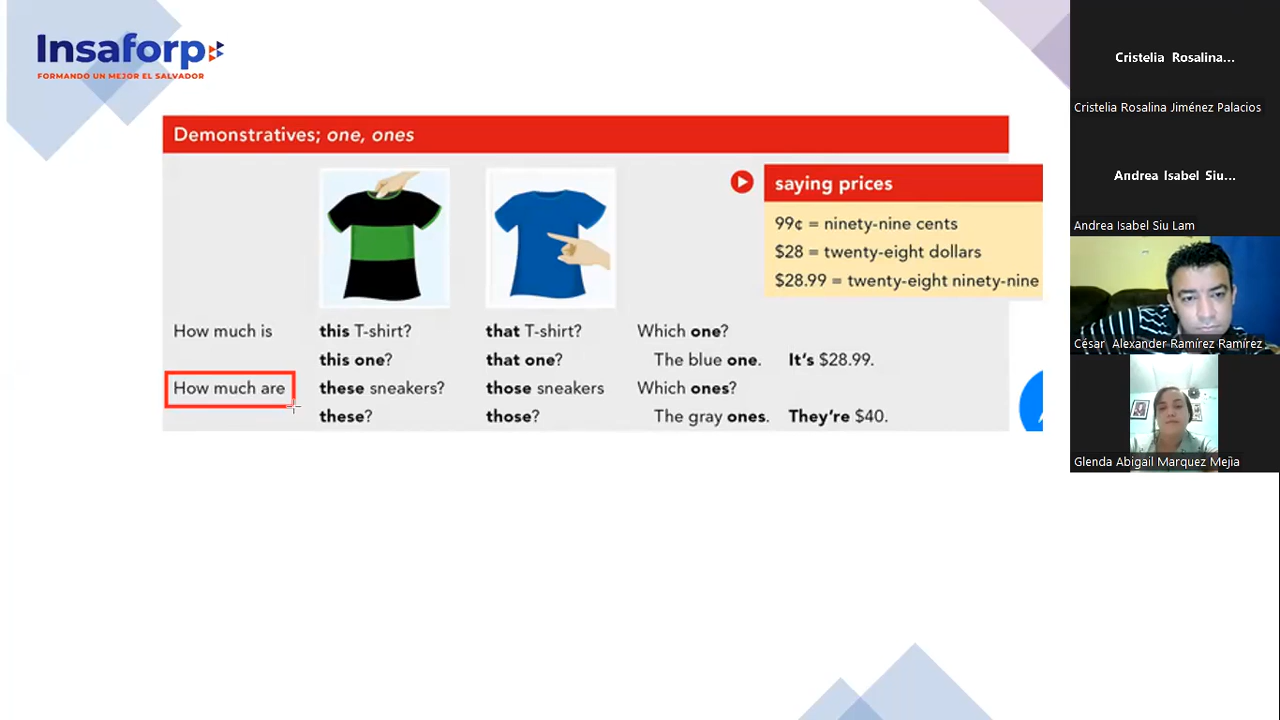 Insaforp
FORMANDO UN MEJOR EL SALVADOR
Demonstratives; one, ones
saying prices
99¢ = ninety-nine cents
$28 = twenty-eight dollars
$28.99 = twenty-eight ninety-nine
How much is this T-shirt? that T-shirt? Which one?
this one? that one? The blue one. It's $28.99.
How much are these sneakers? those sneakers Which ones?
these? those? The gray ones. They're $40.
Cristelia Rosalina...
Cristelia Rosalina Jiménez Palacios
Andrea Isabel Siu...
Andrea Isabel Siu Lam
César Alexander Ramírez Ramírez
Glenda Abigail Marquez Mejìa